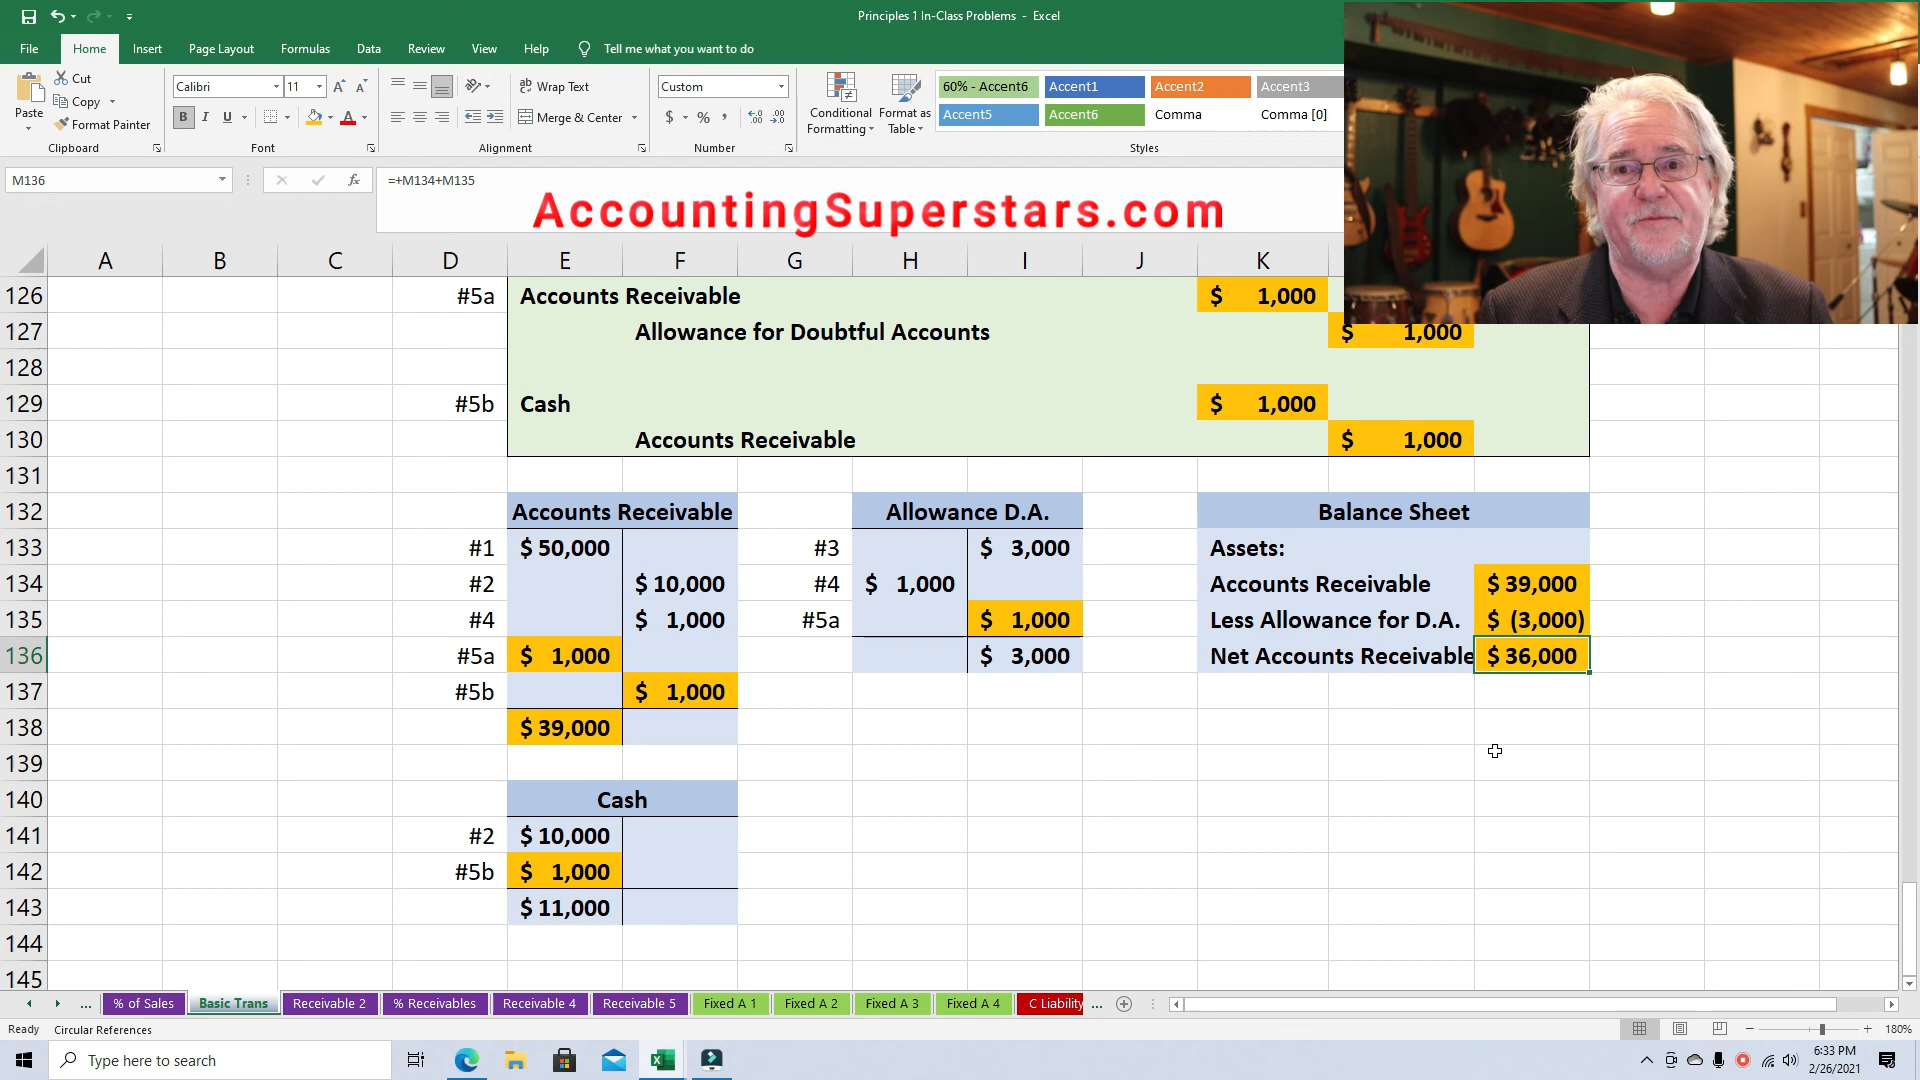 Principles 1 In-Class Problems - Excel
File Home Insert Page Layout Formulas Data Review View Help Tell me what you want to do
Paste
Cut
Copy
Format Painter
Clipboard
Calibri 11
B I U
Font
ab Wrap Text
Merge & Center
Alignment
Custom
$ % ,
Number
Conditional Formatting
Format as Table
60% - Accent6 Accent1 Accent2 Accent3
Accent5 Accent6 Comma Comma [0]
Styles
M136 fx =+M134+M135
AccountingSuperstars.com
A B C D E F G H I J K
126 #5a Accounts Receivable $ 1,000
127 Allowance for Doubtful Accounts $ 1,000
128
129 #5b Cash $ 1,000
130 Accounts Receivable $ 1,000
131
132 Accounts Receivable Allowance D.A. Balance Sheet
133 #1 $ 50,000 #3 $ 3,000 Assets:
134 #2 $ 10,000 #4 $ 1,000 Accounts Receivable $ 39,000
135 #4 $ 1,000 #5a $ 1,000 Less Allowance for D.A. $ (3,000)
136 #5a $ 1,000 $ 3,000 Net Accounts Receivable $ 36,000
137 #5b $ 1,000
138 $ 39,000
139
140 Cash
141 #2 $ 10,000
142 #5b $ 1,000
143 $ 11,000
144
145
... % of Sales Basic Trans Receivable 2 % Receivables Receivable 4 Receivable 5 Fixed A 1 Fixed A 2 Fixed A 3 Fixed A 4 C Liability ...
Ready Circular References 180%
Type here to search
6:33 PM
2/26/2021